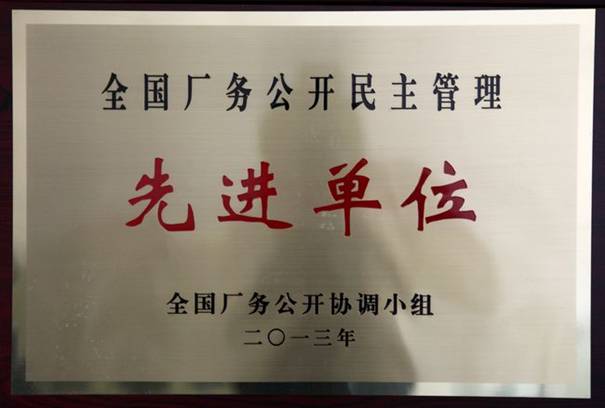 全国厂务公开民主管理
先进单位
全国厂务公开协调小组
二〇一三年